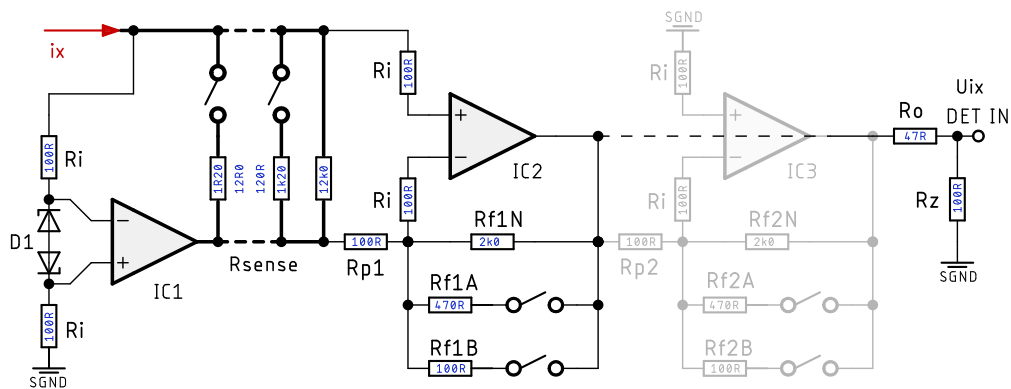 SGND
ix
Ri
100R
Ri
100R
Uix
Ro
DET IN
47R
+
+
100R
Ri
1R20
12R0
120R
1k20
12k0
−
IC2
−
IC3
Ri
100R
Ri
100R
Rz
100R
−
D1
+
IC1
Rf1N
2k0
Rf2N
2k0
100R
Rp1
100R
Rp2
Rsense
SGND
Rf1A
470R
Rf2A
470R
100R
Ri
Rf1B
100R
Rf2B
100R
SGND